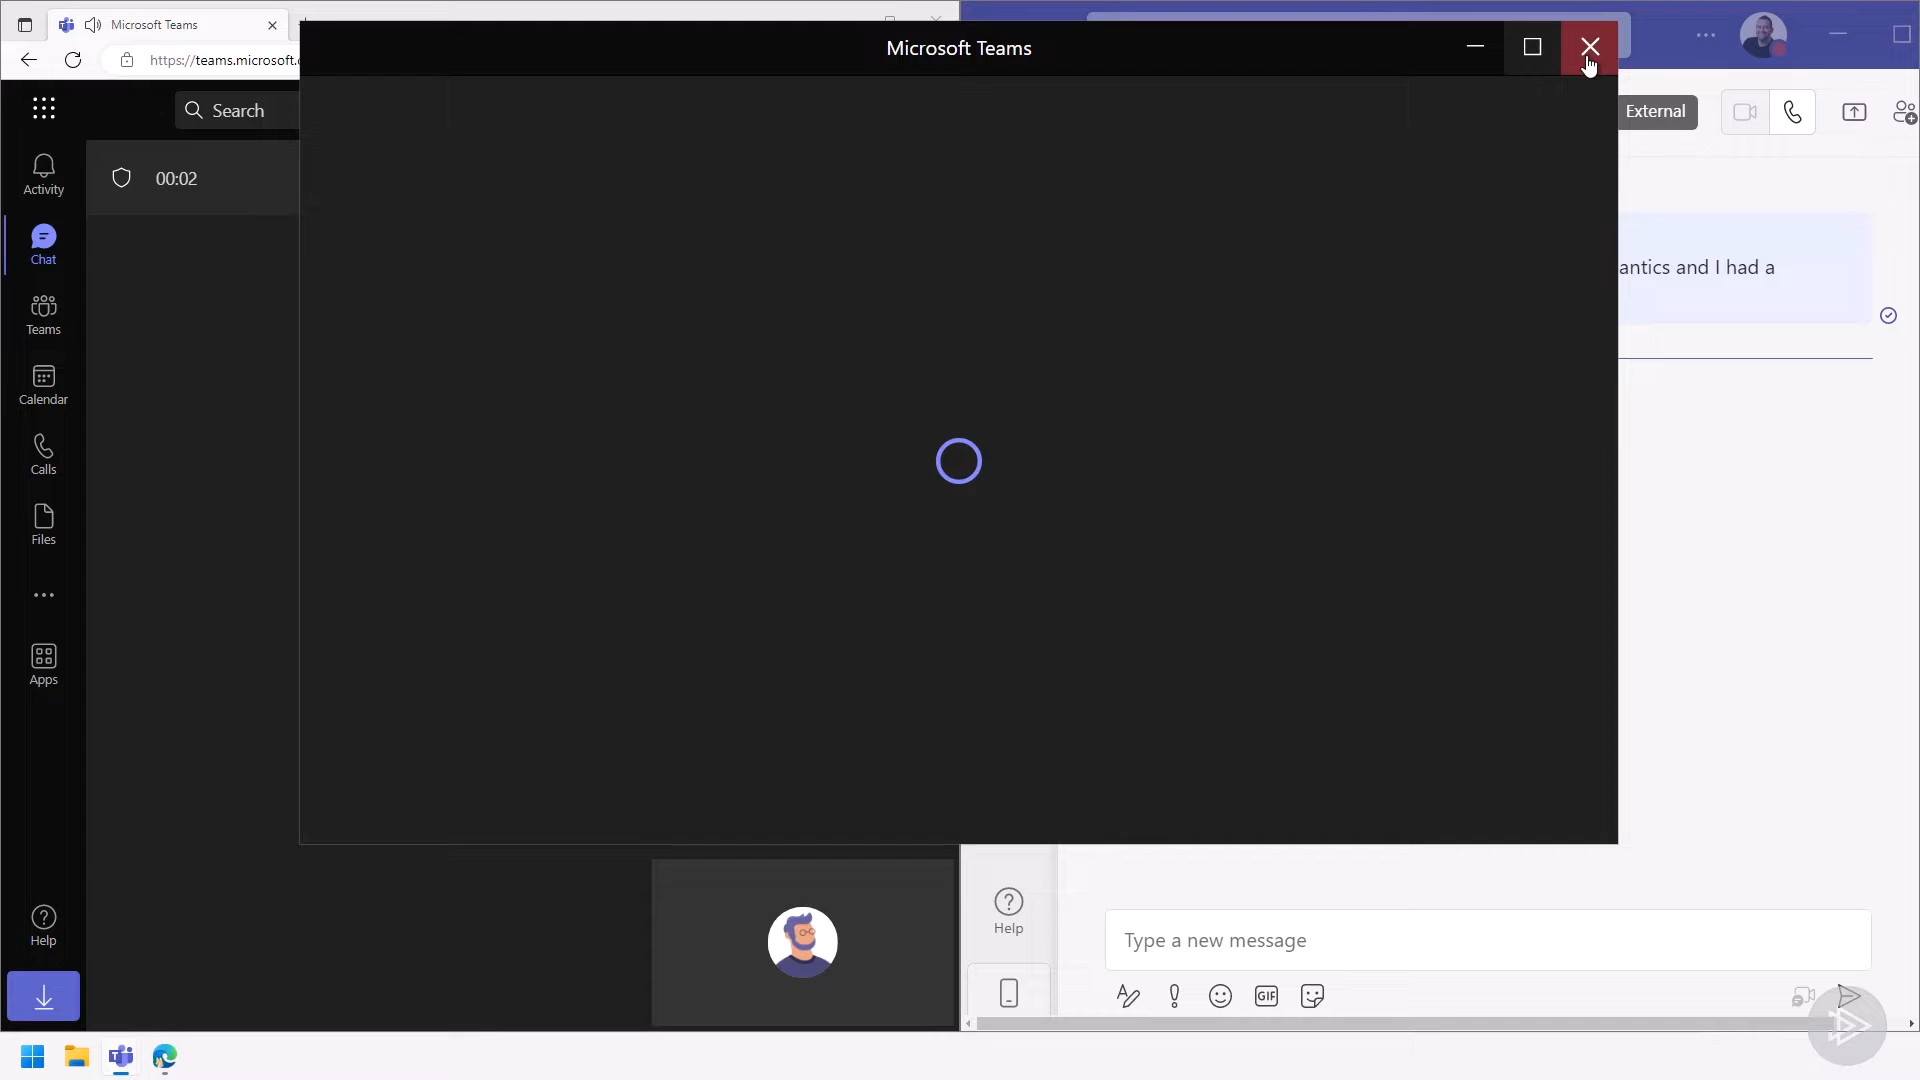 Microsoft Teams
https://teams.microsoft.
Microsoft Teams
Search
External
00:02
Activity
Chat
antics and I had a
Teams
Calendar
Calls
Files
Apps
Help
Help
Type a new message
GIF